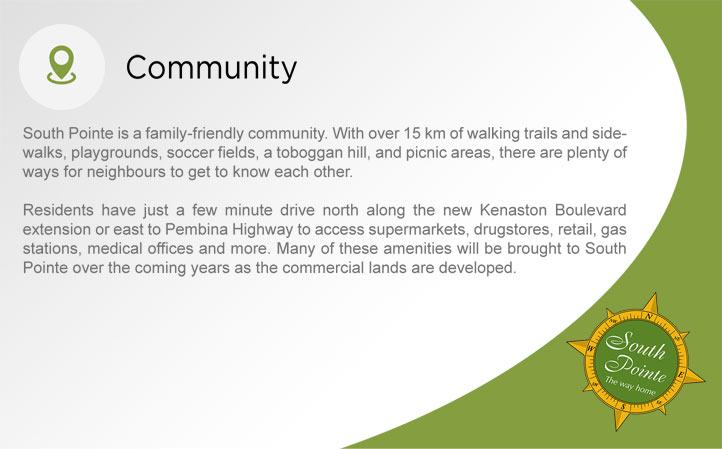 Community
South Pointe is a family-friendly community. With over 15 km of walking trails and side-
walks, playgrounds, soccer fields, a toboggan hill, and picnic areas, there are plenty of
ways for neighbours to get to know each other.
Residents have just a few minute drive north along the new Kenaston Boulevard
extension or east to Pembina Highway to access supermarkets, drugstores, retail, gas
stations, medical offices and more. Many of these amenities will be brought to South
Pointe over the coming years as the commercial lands are developed.
N
W
E
S
South
Pointe
The way home